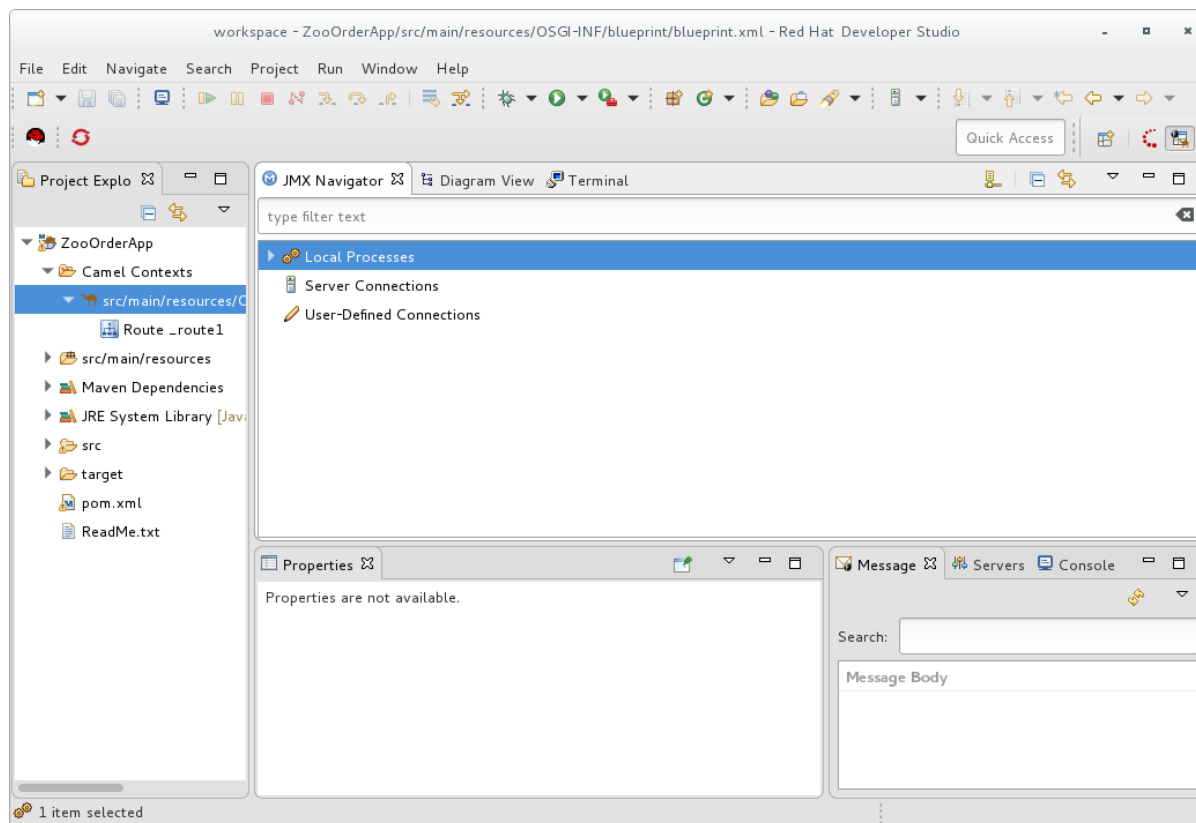 workspace - ZooOrderApp/src/main/resources/OSGI-INF/blueprint/blueprint.xml - Red Hat Developer Studio
File Edit Navigate Search Project Run Window Help
Quick Access
Project Explo
JMX Navigator Diagram View Terminal
type filter text
ZooOrderApp
Camel Contexts
src/main/resources/O
Route _route1
src/main/resources
Maven Dependencies
JRE System Library [Java
src
target
pom.xml
ReadMe.txt
Local Processes
Server Connections
User-Defined Connections
Properties
Properties are not available.
Message Servers Console
Search:
Message Body
1 item selected